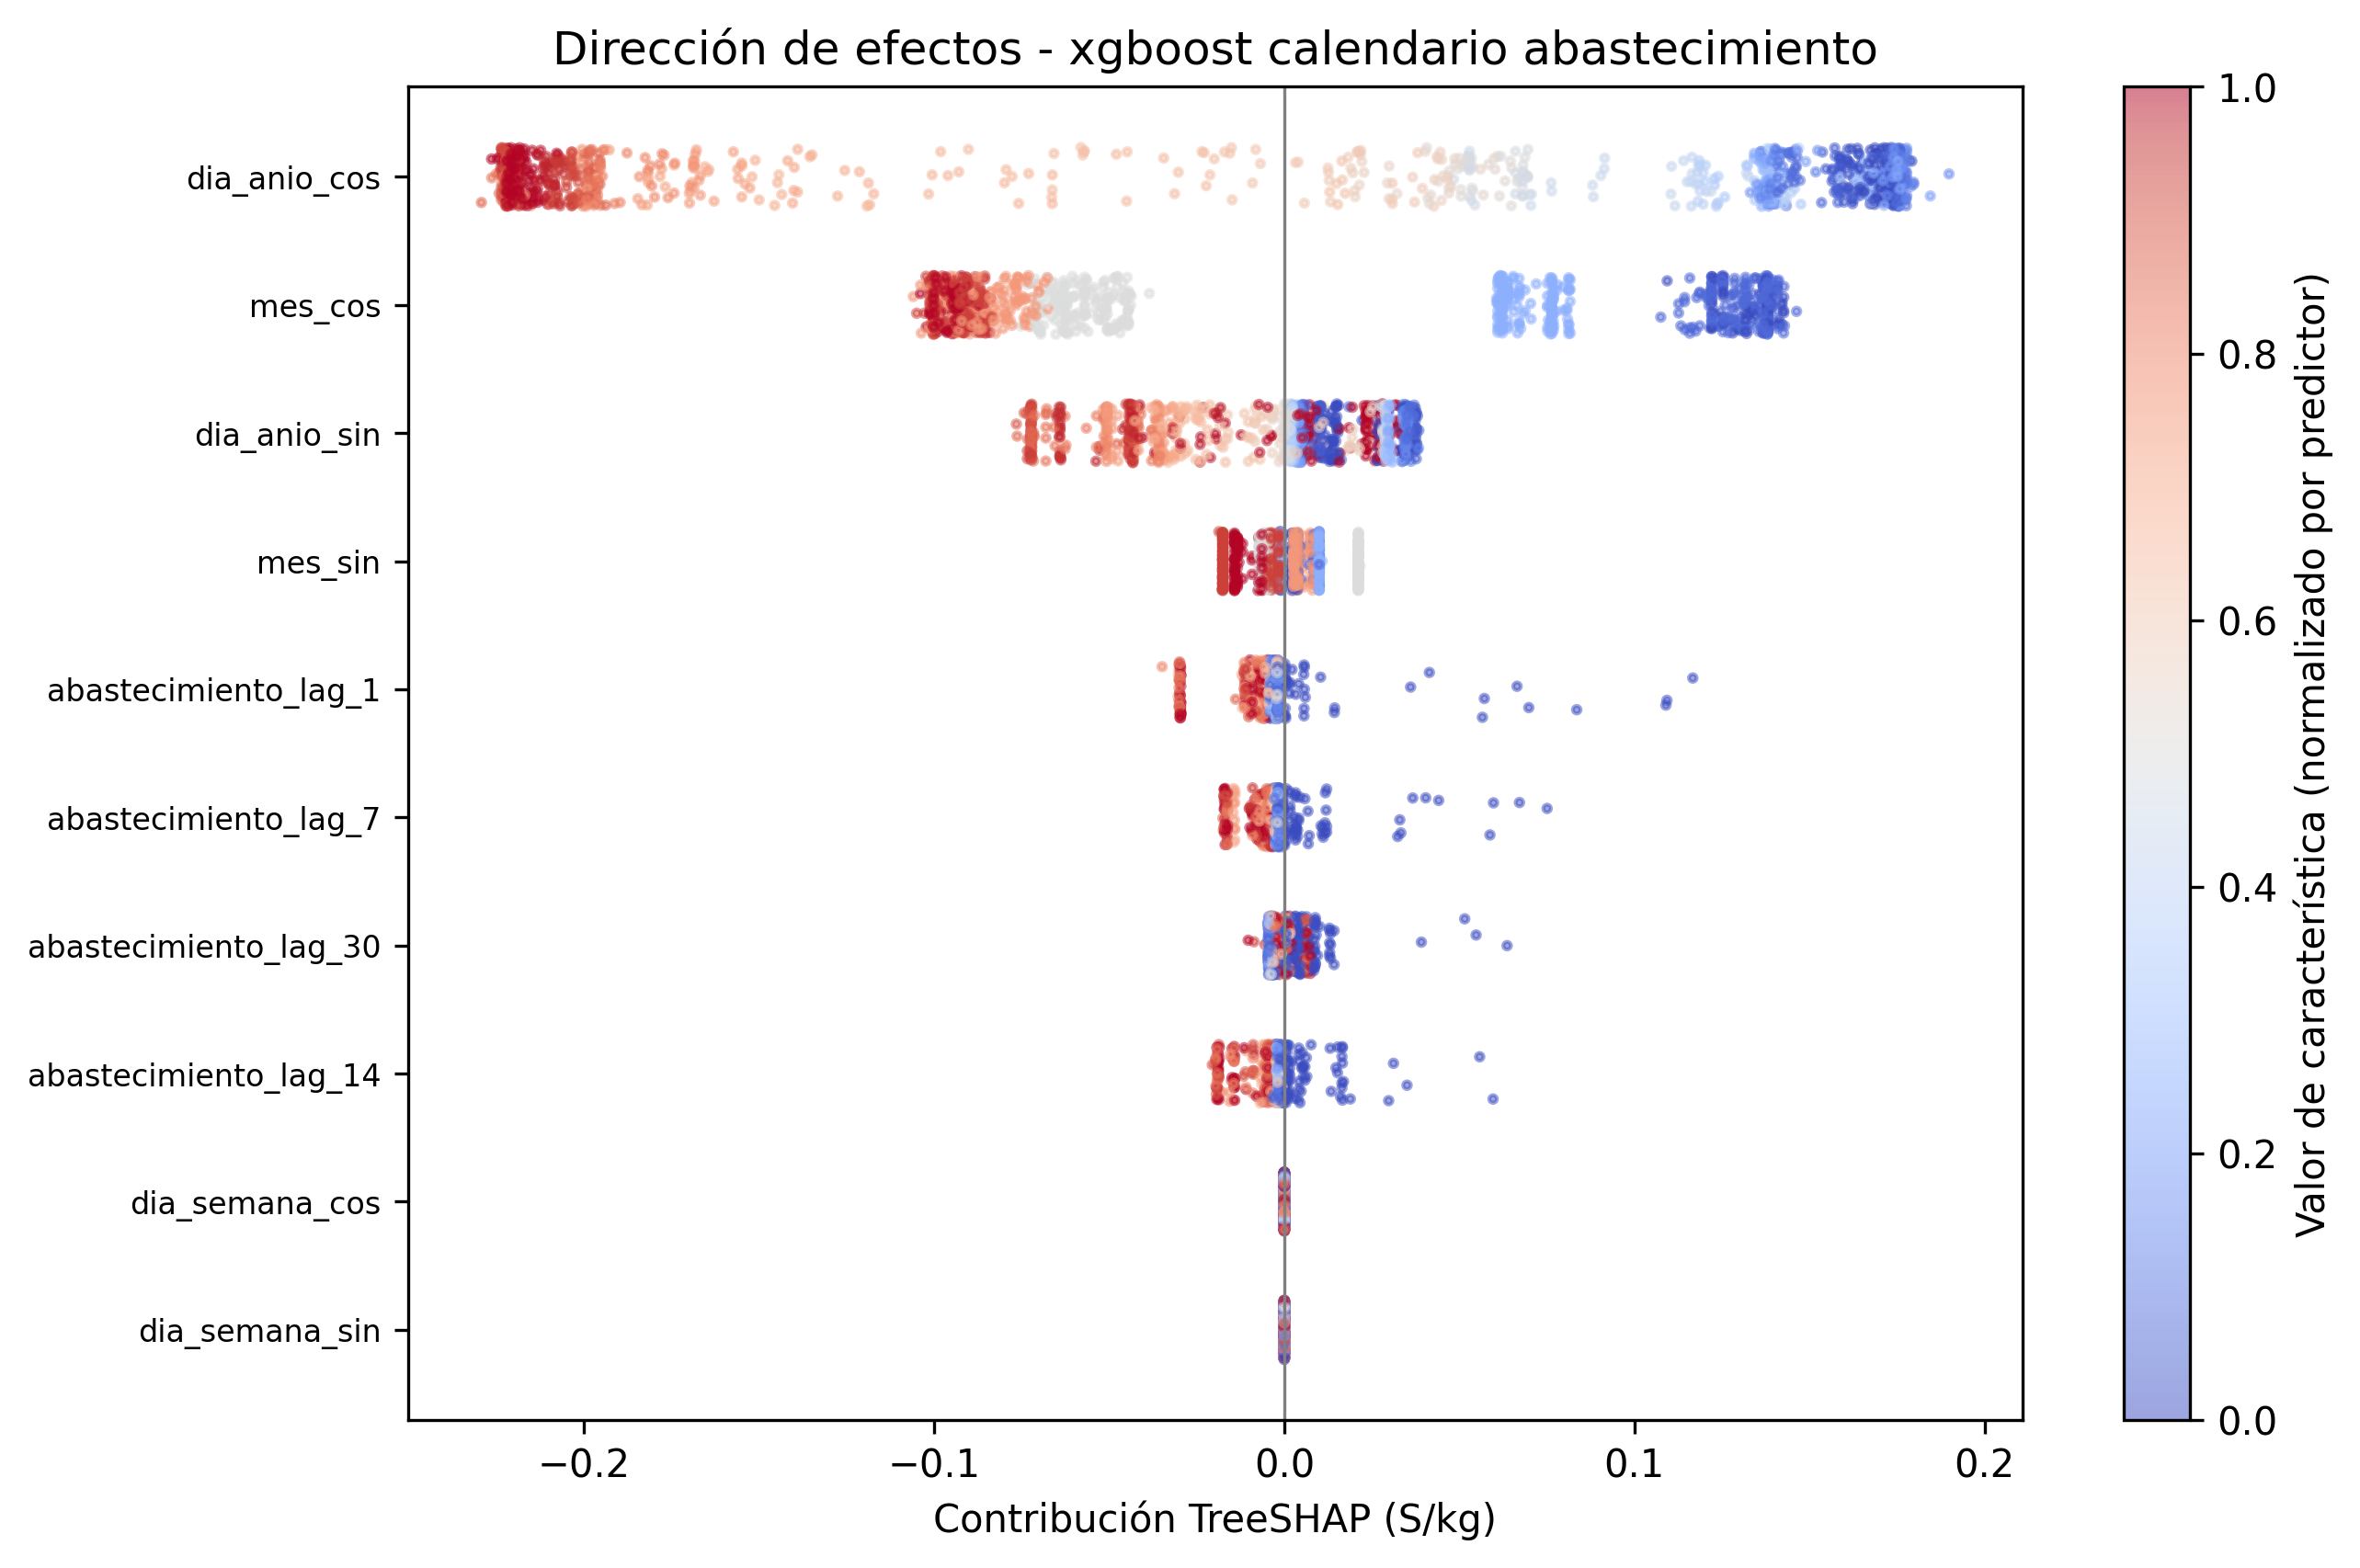 Dirección de efectos - xgboost calendario abastecimiento
dia_anio_cos
mes_cos
dia_anio_sin
mes_sin
abastecimiento_lag_1
abastecimiento_lag_7
abastecimiento_lag_30
abastecimiento_lag_14
dia_semana_cos
dia_semana_sin
−0.2 −0.1 0.0 0.1 0.2
Contribución TreeSHAP (S/kg)
1.0
0.8
0.6
0.4
0.2
0.0
Valor de característica (normalizado por predictor)